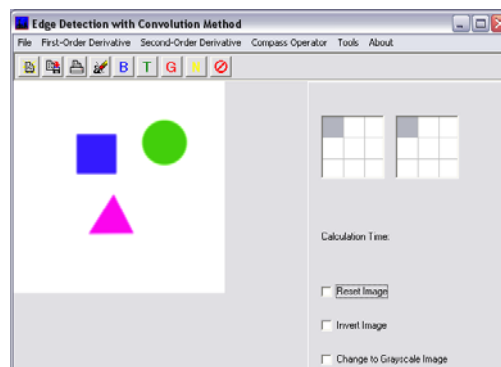 Edge Detection with Convolution Method
File First-Order Derivative Second-Order Derivative Compass Operator Tools About
B T G N
Calculation Time:
Reset Image
Invert Image
Change to Grayscale Image